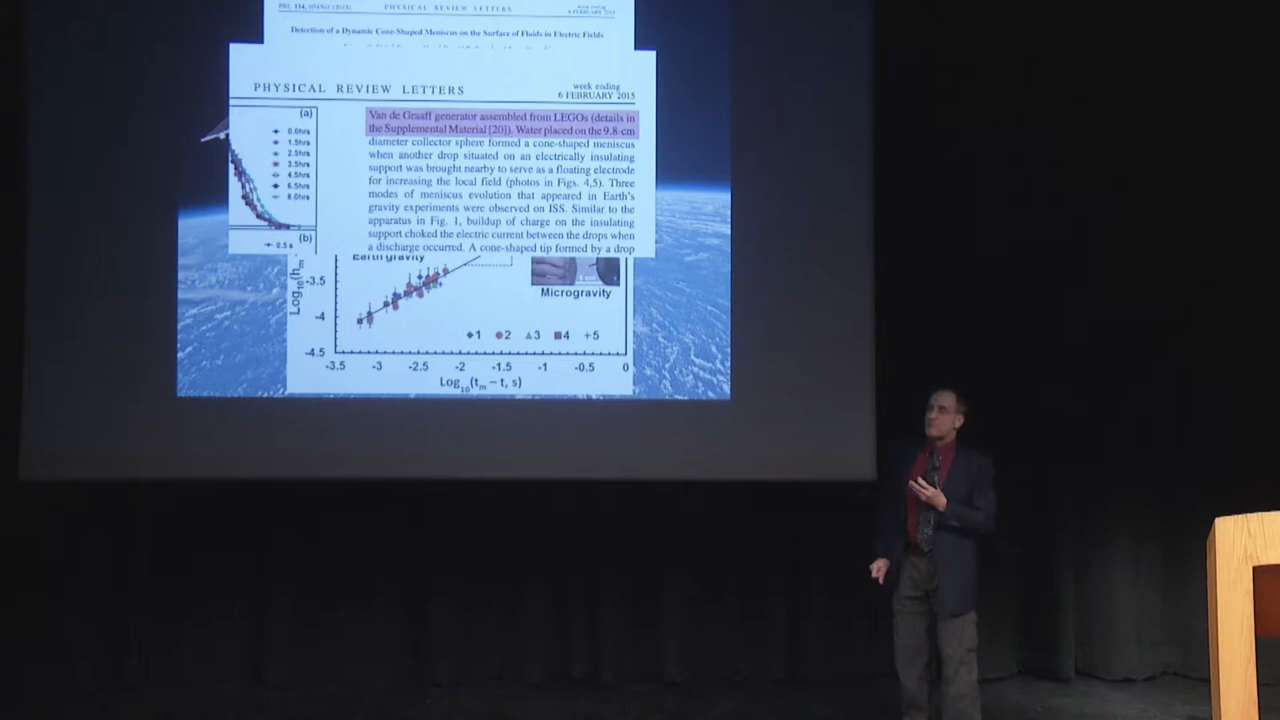 PHYSICAL REVIEW LETTERS
Detection of a Dynamic Cone-Shaped Meniscus on the Surface of Fluids in Electric Fields
PHYSICAL REVIEW LETTERS
week ending
6 FEBRUARY 2015
(a)
0.0hrs
1.5hrs
2.5hrs
3.5hrs
4.5hrs
6.5hrs
8.0hrs
(b)
0.5 s
Van de Graaff generator assembled from LEGOs (details in
the Supplemental Material [20]). Water placed on the 9.8-cm
diameter collector sphere formed a cone-shaped meniscus
when another drop situated on an electrically insulating
support was brought nearby to serve as a floating electrode
for increasing the local field (photos in Figs. 4,5). Three
modes of meniscus evolution that appeared in Earth's
gravity experiments were observed on ISS. Similar to the
apparatus in Fig. 1, buildup of charge on the insulating
support choked the electric current between the drops when
a discharge occurred. A cone-shaped tip formed by a drop
Earth gravity
Microgravity
-3.5
-4
-4.5
1 2 3 4 +5
-3.5 -3 -2.5 -2 -1.5 -1 -0.5 0
Log10(tm − t, s)